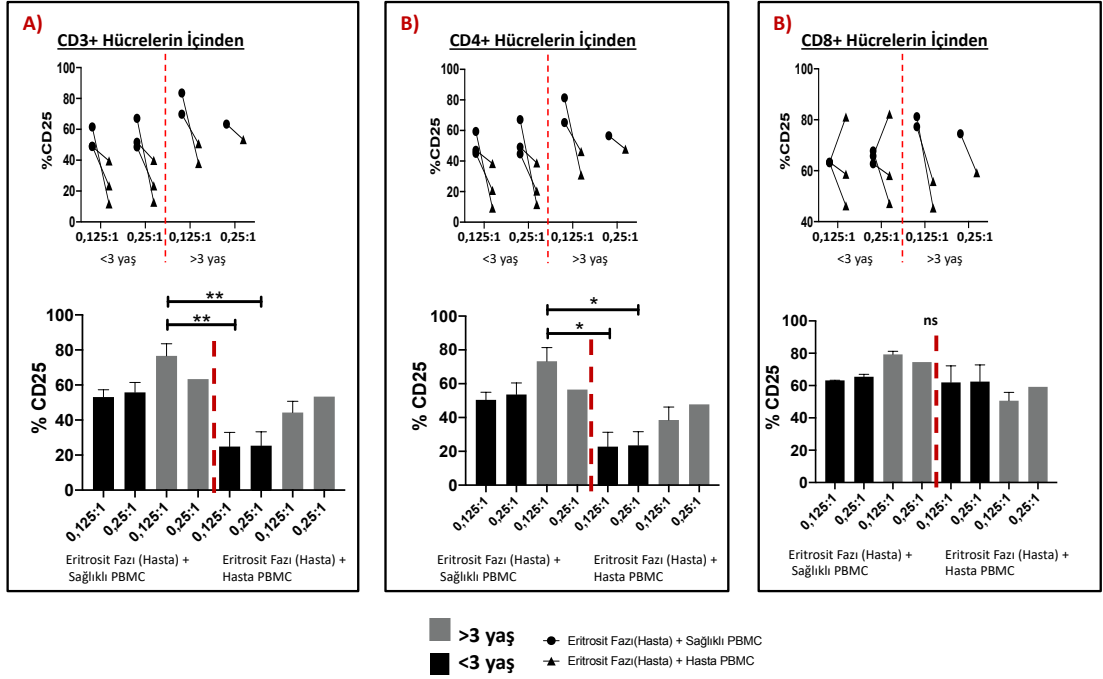 A)
CD3+ Hücrelerin İçinden
%CD25
100
80
60
40
20
0
0,125:1 0,25:1 0,125:1 0,25:1
<3 yaş >3 yaş
** 
**
% CD25
100
80
60
40
20
0
0,125:1 0,25:1 0,125:1 0,25:1 0,125:1 0,25:1 0,125:1 0,25:1
Eritrosit Fazı (Hasta) + Eritrosit Fazı (Hasta) +
Sağlıklı PBMC Hasta PBMC
B)
CD4+ Hücrelerin İçinden
%CD25
100
80
60
40
20
0
0,125:1 0,25:1 0,125:1 0,25:1
<3 yaş >3 yaş
*
*
% CD25
100
80
60
40
20
0
0,125:1 0,25:1 0,125:1 0,25:1 0,125:1 0,25:1 0,125:1 0,25:1
Eritrosit Fazı (Hasta) + Eritrosit Fazı (Hasta) +
Sağlıklı PBMC Hasta PBMC
B)
CD8+ Hücrelerin İçinden
%CD25
100
80
60
40
0,125:1 0,25:1 0,125:1 0,25:1
<3 yaş >3 yaş
ns
% CD25
100
80
60
40
20
0
0,125:1 0,25:1 0,125:1 0,25:1 0,125:1 0,25:1 0,125:1 0,25:1
Eritrosit Fazı (Hasta) + Eritrosit Fazı (Hasta) +
Sağlıklı PBMC Hasta PBMC
>3 yaş Eritrosit Fazı(Hasta) + Sağlıklı PBMC
<3 yaş Eritrosit Fazı(Hasta) + Hasta PBMC